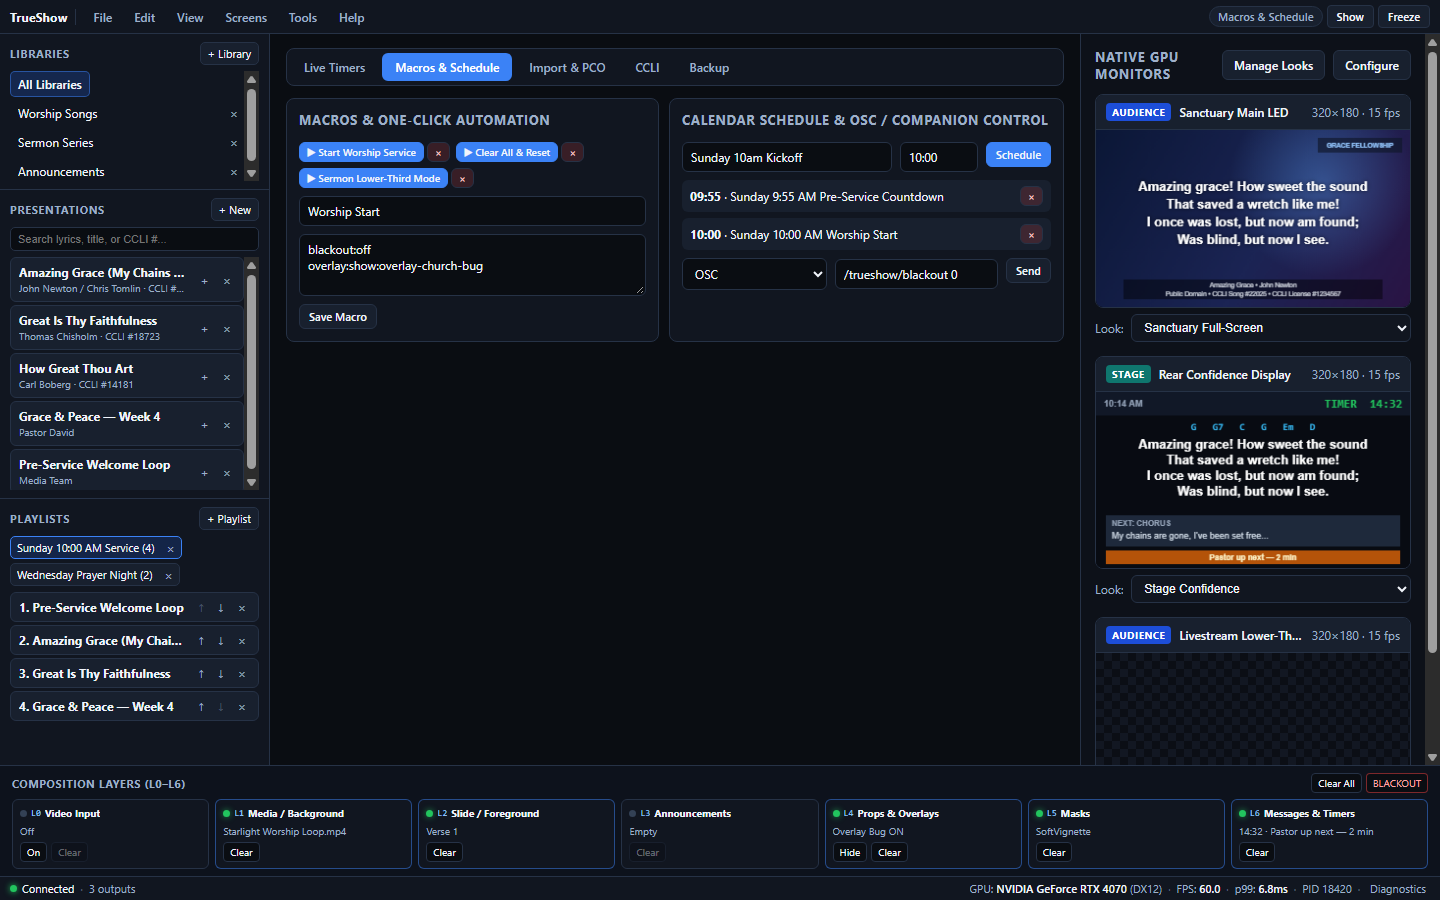 TrueShow File Edit View Screens Tools Help Macros & Schedule Show Freeze
LIBRARIES + Library
All Libraries
Worship Songs ×
Sermon Series ×
Announcements ×
PRESENTATIONS + New
Search lyrics, title, or CCLI #...
Amazing Grace (My Chains ... + ×
John Newton / Chris Tomlin · CCLI #...
Great Is Thy Faithfulness + ×
Thomas Chisholm · CCLI #18723
How Great Thou Art + ×
Carl Boberg · CCLI #14181
Grace & Peace — Week 4 + ×
Pastor David
Pre-Service Welcome Loop + ×
Media Team
PLAYLISTS + Playlist
Sunday 10:00 AM Service (4) ×
Wednesday Prayer Night (2) ×
1. Pre-Service Welcome Loop ↑ ↓ ×
2. Amazing Grace (My Chai... ↑ ↓ ×
3. Great Is Thy Faithfulness ↑ ↓ ×
4. Grace & Peace — Week 4 ↑ ↓ ×
Live Timers Macros & Schedule Import & PCO CCLI Backup
MACROS & ONE-CLICK AUTOMATION
▶ Start Worship Service × ▶ Clear All & Reset ×
▶ Sermon Lower-Third Mode ×
Worship Start
blackout:off
overlay:show:overlay-church-bug
Save Macro
CALENDAR SCHEDULE & OSC / COMPANION CONTROL
Sunday 10am Kickoff 10:00 Schedule
09:55 · Sunday 9:55 AM Pre-Service Countdown ×
10:00 · Sunday 10:00 AM Worship Start ×
OSC /trueshow/blackout 0 Send
NATIVE GPU
MONITORS
Manage Looks Configure
AUDIENCE Sanctuary Main LED 320×180 · 15 fps
GRACE FELLOWSHIP
Amazing grace! How sweet the sound
That saved a wretch like me!
I once was lost, but now am found;
Was blind, but now I see.
Amazing Grace • John Newton
Public Domain • CCLI Song #22025 • CCLI License #1234567
Look: Sanctuary Full-Screen
STAGE Rear Confidence Display 320×180 · 15 fps
10:14 AM TIMER 14:32
G G7 C G Em D
Amazing grace! How sweet the sound
That saved a wretch like me!
I once was lost, but now am found;
Was blind, but now I see.
NEXT: CHORUS
My chains are gone, I've been set free...
Pastor up next — 2 min
Look: Stage Confidence
AUDIENCE Livestream Lower-Th... 320×180 · 15 fps
COMPOSITION LAYERS (L0–L6) Clear All BLACKOUT
L0 Video Input
Off
On Clear
L1 Media / Background
Starlight Worship Loop.mp4
Clear
L2 Slide / Foreground
Verse 1
Clear
L3 Announcements
Empty
Clear
L4 Props & Overlays
Overlay Bug ON
Hide Clear
L5 Masks
SoftVignette
Clear
L6 Messages & Timers
14:32 · Pastor up next — 2 min
Clear
Connected · 3 outputs GPU: NVIDIA GeForce RTX 4070 (DX12) · FPS: 60.0 · p99: 6.8ms · PID 18420 · Diagnostics